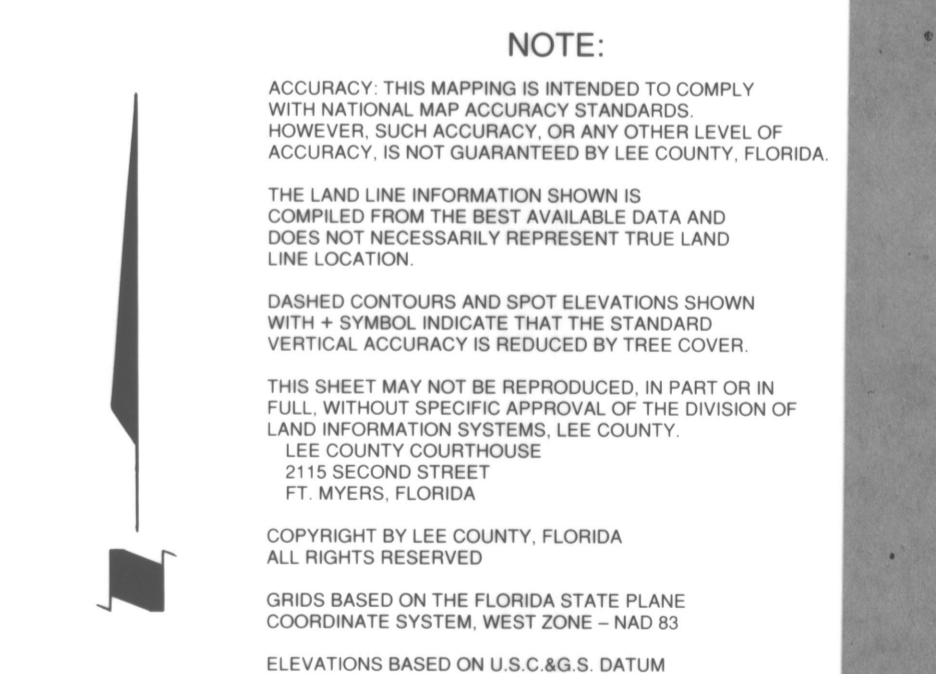 NOTE:
ACCURACY: THIS MAPPING IS INTENDED TO COMPLY
WITH NATIONAL MAP ACCURACY STANDARDS.
HOWEVER, SUCH ACCURACY, OR ANY OTHER LEVEL OF
ACCURACY, IS NOT GUARANTEED BY LEE COUNTY, FLORIDA.
THE LAND LINE INFORMATION SHOWN IS
COMPILED FROM THE BEST AVAILABLE DATA AND
DOES NOT NECESSARILY REPRESENT TRUE LAND
LINE LOCATION.
DASHED CONTOURS AND SPOT ELEVATIONS SHOWN
WITH + SYMBOL INDICATE THAT THE STANDARD
VERTICAL ACCURACY IS REDUCED BY TREE COVER.
THIS SHEET MAY NOT BE REPRODUCED, IN PART OR IN
FULL, WITHOUT SPECIFIC APPROVAL OF THE DIVISION OF
LAND INFORMATION SYSTEMS, LEE COUNTY.
LEE COUNTY COURTHOUSE
2115 SECOND STREET
FT. MYERS, FLORIDA
COPYRIGHT BY LEE COUNTY, FLORIDA
ALL RIGHTS RESERVED
GRIDS BASED ON THE FLORIDA STATE PLANE
COORDINATE SYSTEM, WEST ZONE – NAD 83
ELEVATIONS BASED ON U.S.C.&G.S. DATUM